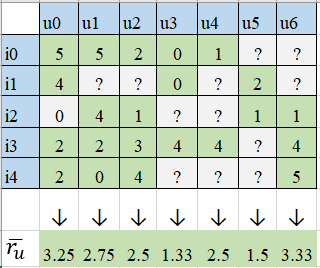 u0 u1 u2 u3 u4 u5 u6
i0 5 5 2 0 1 ? ?
i1 4 ? ? 0 ? 2 ?
i2 0 4 1 ? ? 1 1
i3 2 2 3 4 4 ? 4
i4 2 0 4 ? ? ? 5
↓ ↓ ↓ ↓ ↓ ↓ ↓
r̅u 3.25 2.75 2.5 1.33 2.5 1.5 3.33